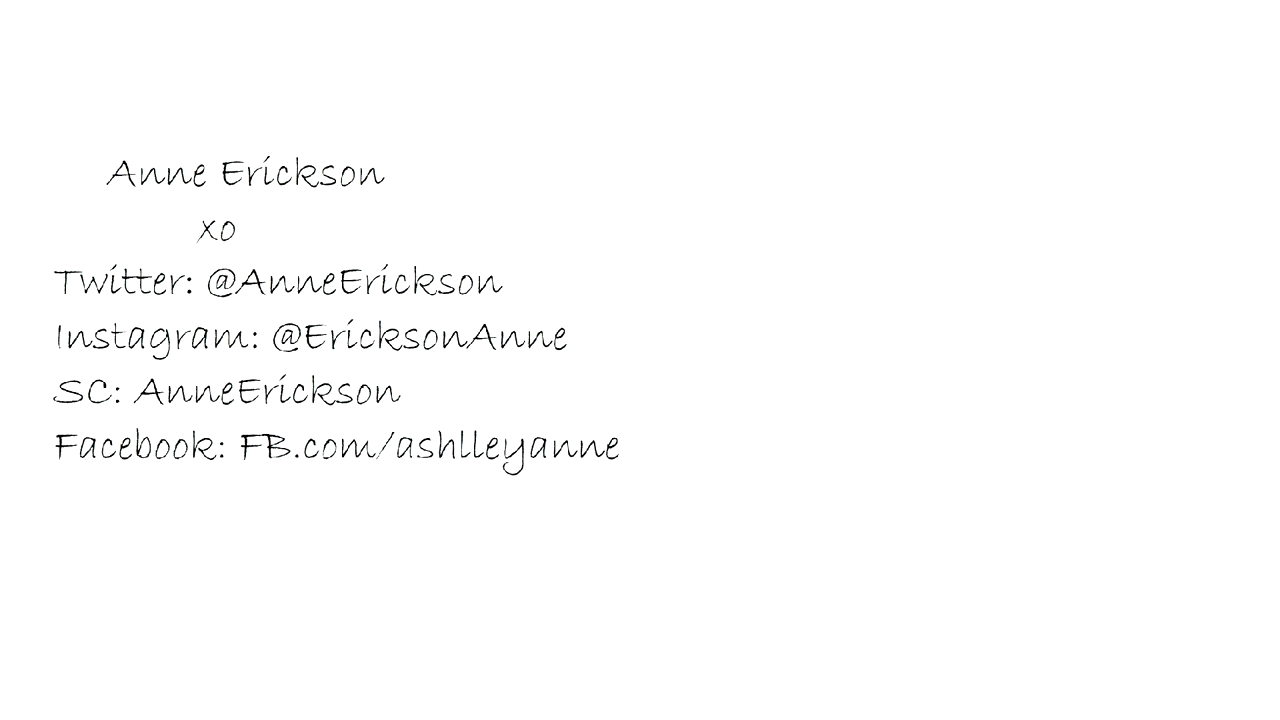 Anne Erickson
xo
Twitter: @AnneErickson
Instagram: @EricksonAnne
SC: AnneErickson
Facebook: FB.com/ashlleyanne